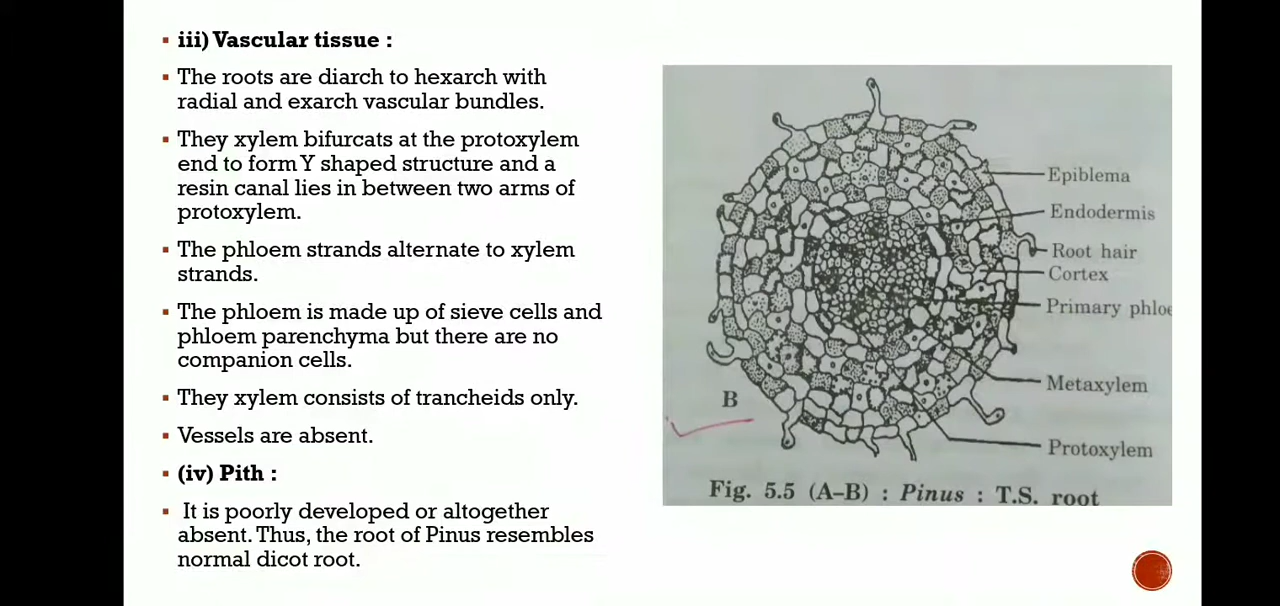 iii) Vascular tissue :
The roots are diarch to hexarch with
radial and exarch vascular bundles.
They xylem bifurcats at the protoxylem
end to form Y shaped structure and a
resin canal lies in between two arms of
protoxylem.
The phloem strands alternate to xylem
strands.
The phloem is made up of sieve cells and
phloem parenchyma but there are no
companion cells.
They xylem consists of trancheids only.
Vessels are absent.
(iv) Pith :
It is poorly developed or altogether
absent. Thus, the root of Pinus resembles
normal dicot root.
Epiblema
Endodermis
Root hair
Cortex
Primary phloe
Metaxylem
B
Protoxylem
Fig. 5.5 (A–B) : Pinus : T.S. root